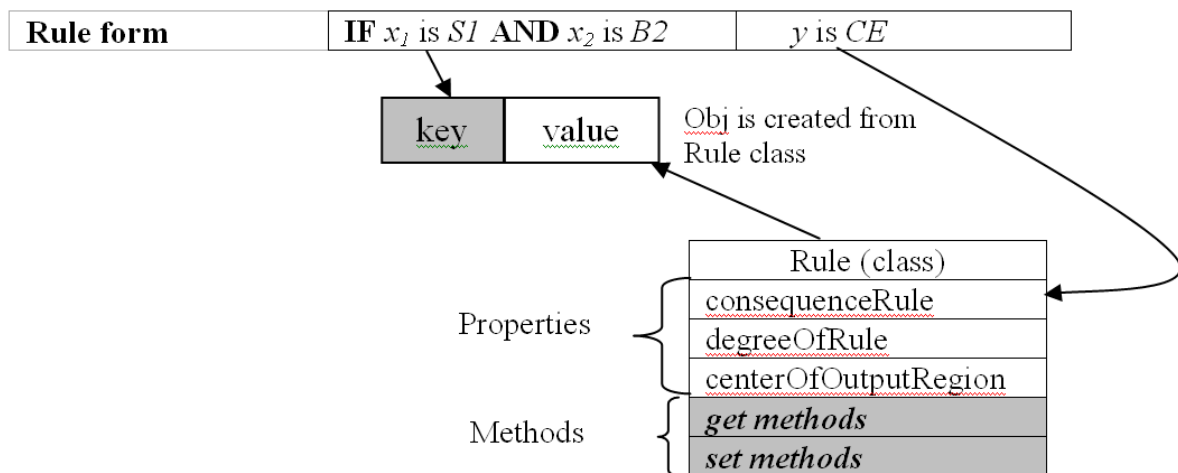 Rule form IF x₁ is S1 AND x₂ is B2 y is CE
key value
Obj is created from
Rule class
Rule (class)
Properties
consequenceRule
degreeOfRule
centerOfOutputRegion
Methods
get methods
set methods